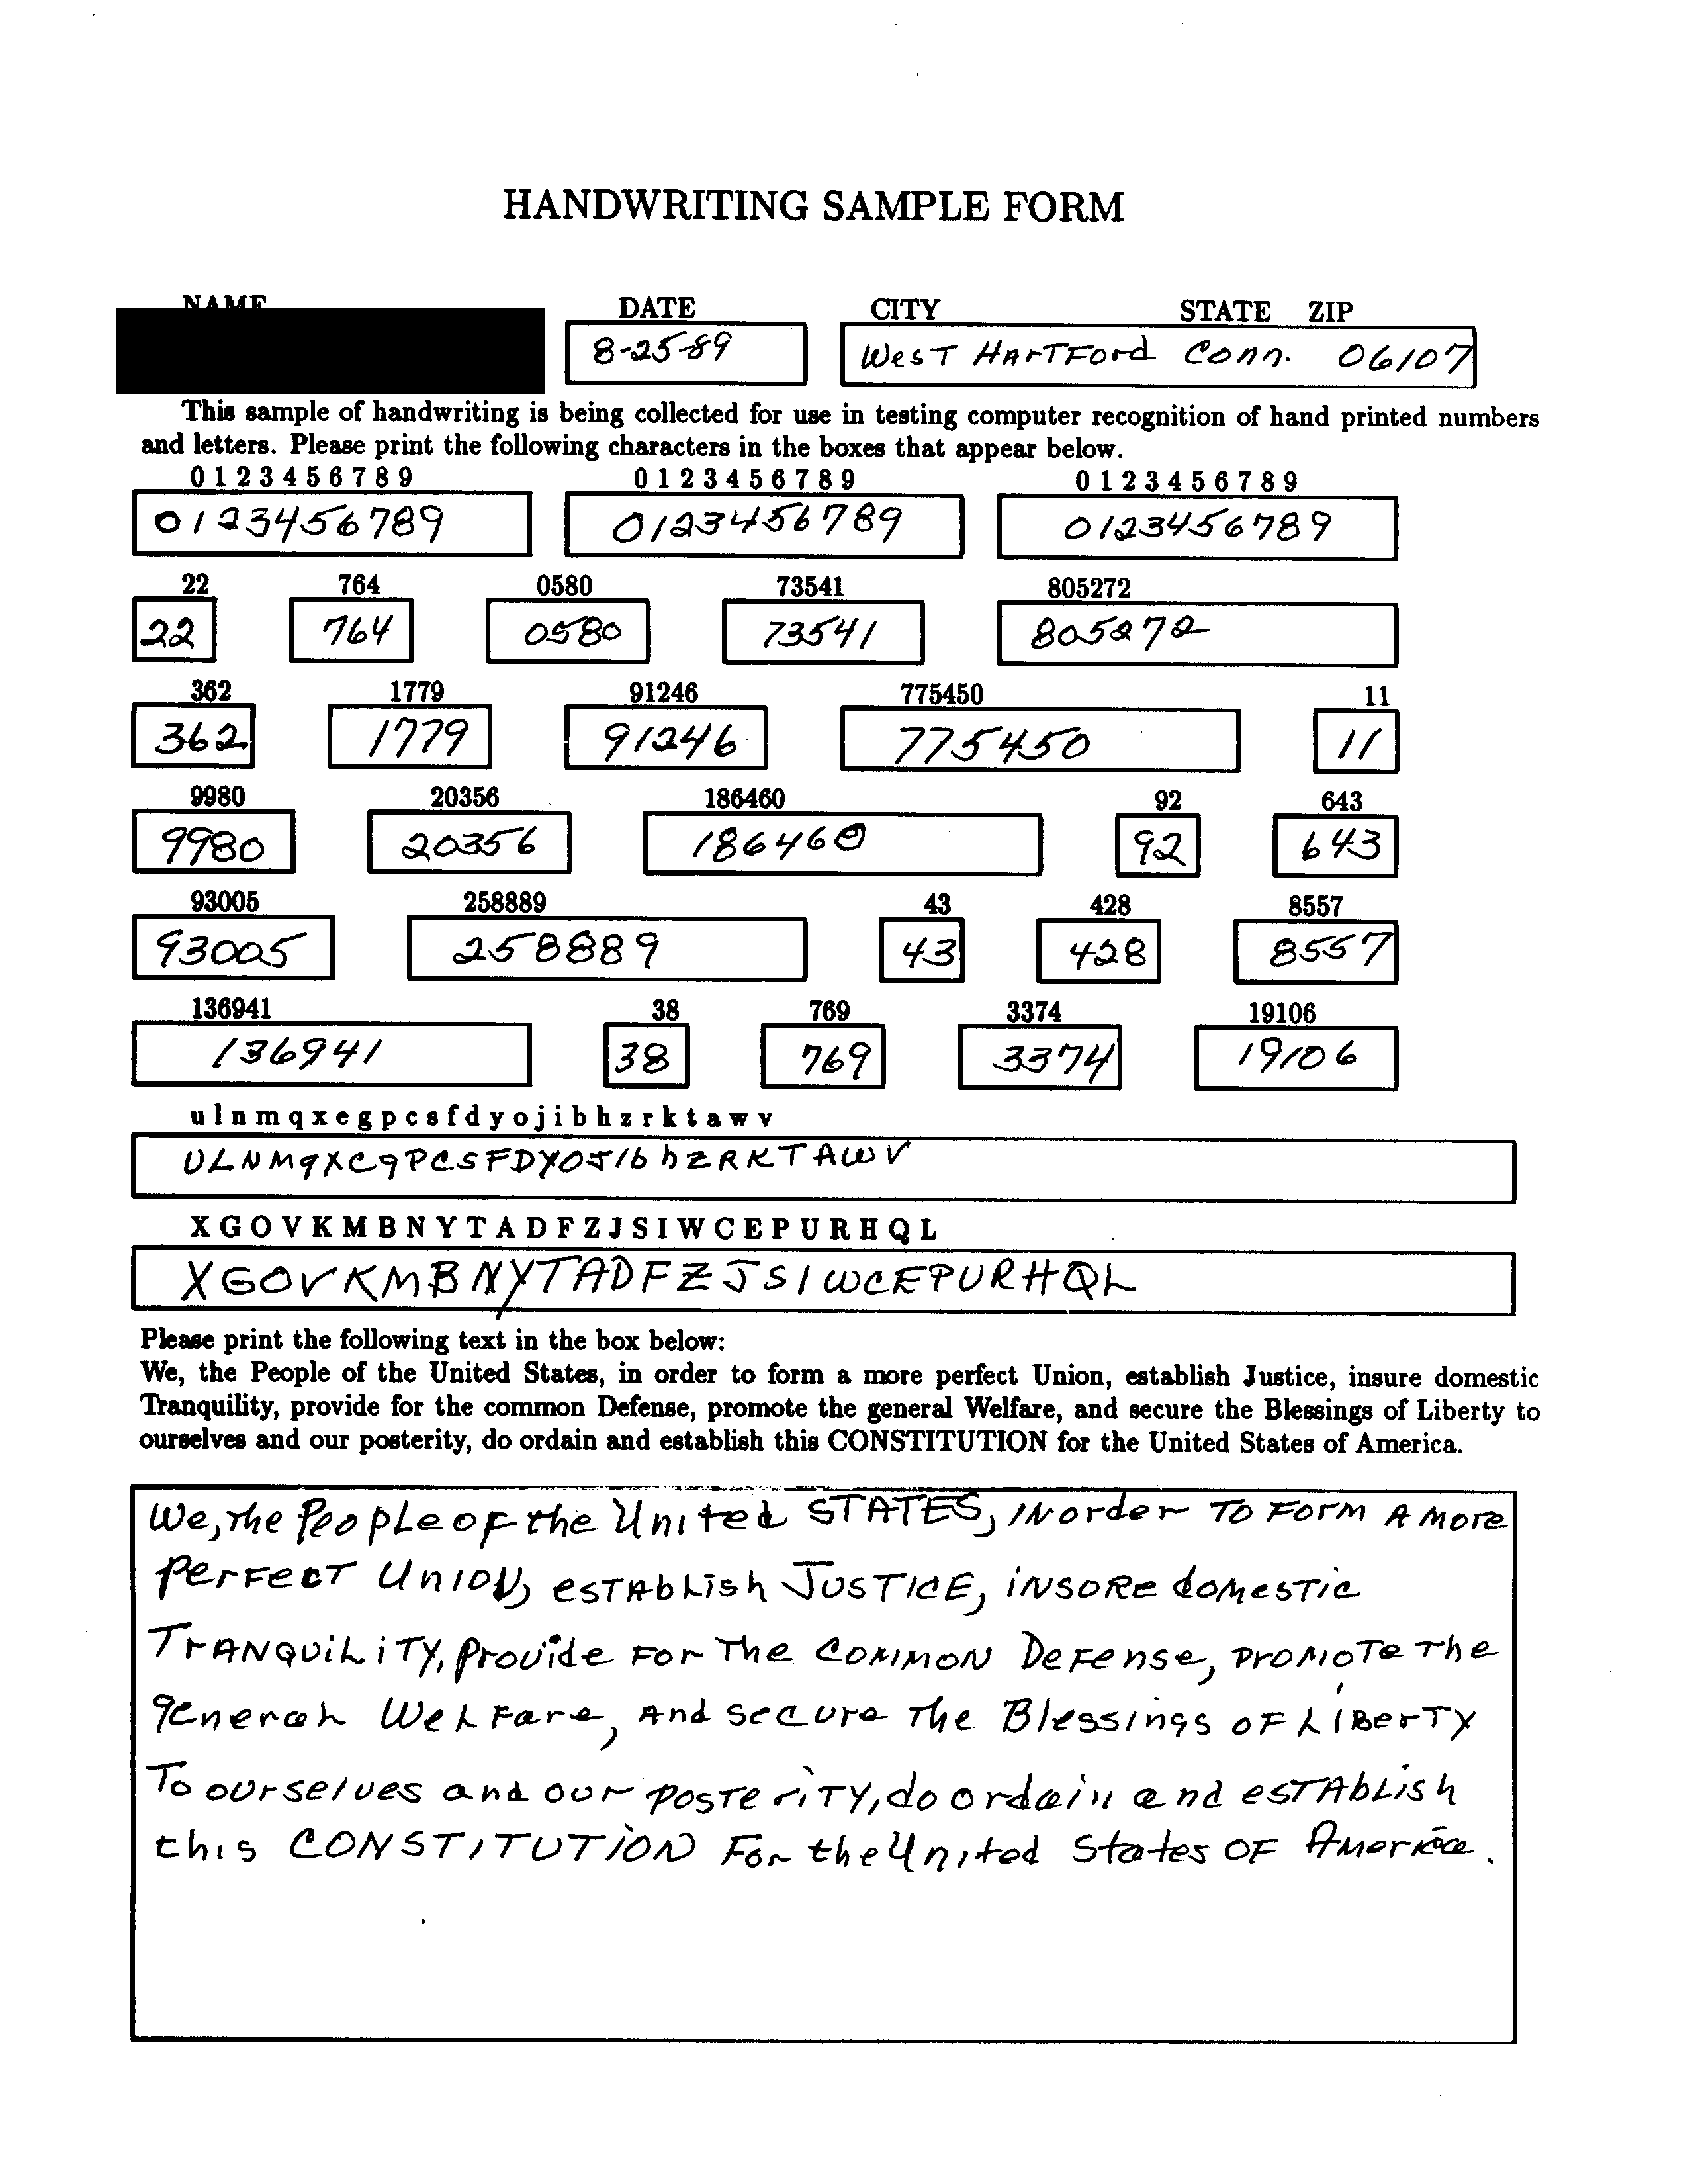 HANDWRITING SAMPLE FORM
NAME DATE CITY STATE ZIP
8-25-89 West HArTFord Conn. 06107
This sample of handwriting is being collected for use in testing computer recognition of hand printed numbers
and letters. Please print the following characters in the boxes that appear below.
0 1 2 3 4 5 6 7 8 9 0 1 2 3 4 5 6 7 8 9 0 1 2 3 4 5 6 7 8 9
0123456789 0123456789 0123456789
22 764 0580 73541 805272
22 764 0580 73541 805272
362 1779 91246 775450 11
362 1779 91246 775450 11
9980 20356 186460 92 643
9980 20356 186460 92 643
93005 258889 43 428 8557
93005 258889 43 428 8557
136941 38 769 3374 19106
136941 38 769 3374 19106
u l n m q x e g p c s f d y o j i b h z r k t a w v
ULNMqXegPCSFDYOJIbhZRKTAWV
X G O V K M B N Y T A D F Z J S I W C E P U R H Q L
XGOVKMBNYTADFZJSIWCEPURHQL
Please print the following text in the box below:
We, the People of the United States, in order to form a more perfect Union, establish Justice, insure domestic
Tranquility, provide for the common Defense, promote the general Welfare, and secure the Blessings of Liberty to
ourselves and our posterity, do ordain and establish this CONSTITUTION for the United States of America.
We, The PeopLe oF the United STATES, IN order To Form A More
PerFecT UnION, esTAbLish JUSTICE, iNSORe domesTic
TrANQUiLiTY, Provide For The COMMON DeFense, PromoTe The
generaL WeLFare, And secure The Blessings oF LIBerTY
To ourselves and our PosTeriTY, do ordain and esTAbLish
this CONSTITUTION For the United States OF America.